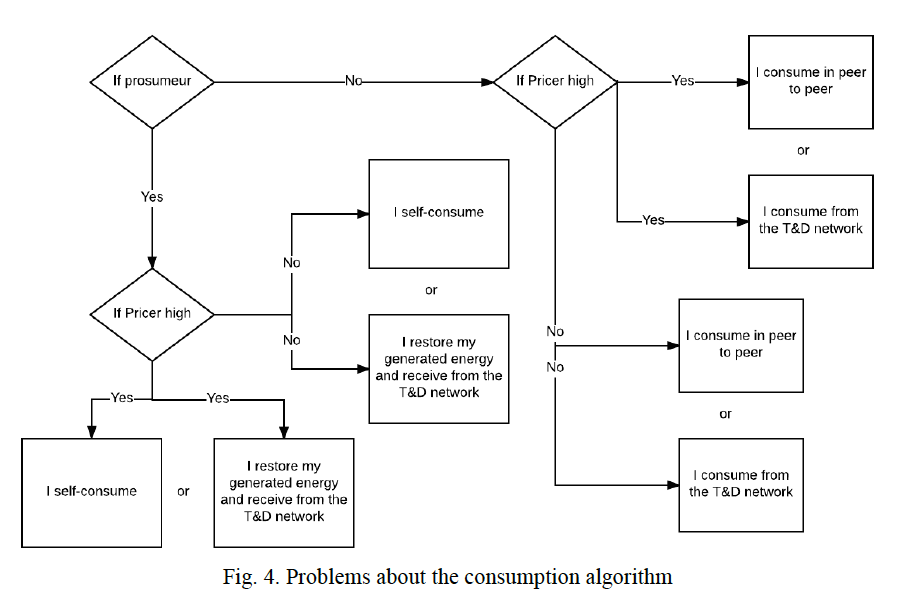 If prosumeur
No
If Pricer high
Yes
I consume in peer
to peer
or
Yes
I consume from
the T&D network
Yes
I self-consume
No
or
If Pricer high
No
I restore my
generated energy
and receive from the
T&D network
No
I consume in peer
to peer
No
or
I consume from
the T&D network
Yes
Yes
I self-consume
or
I restore my
generated energy
and receive from the
T&D network
Fig. 4. Problems about the consumption algorithm